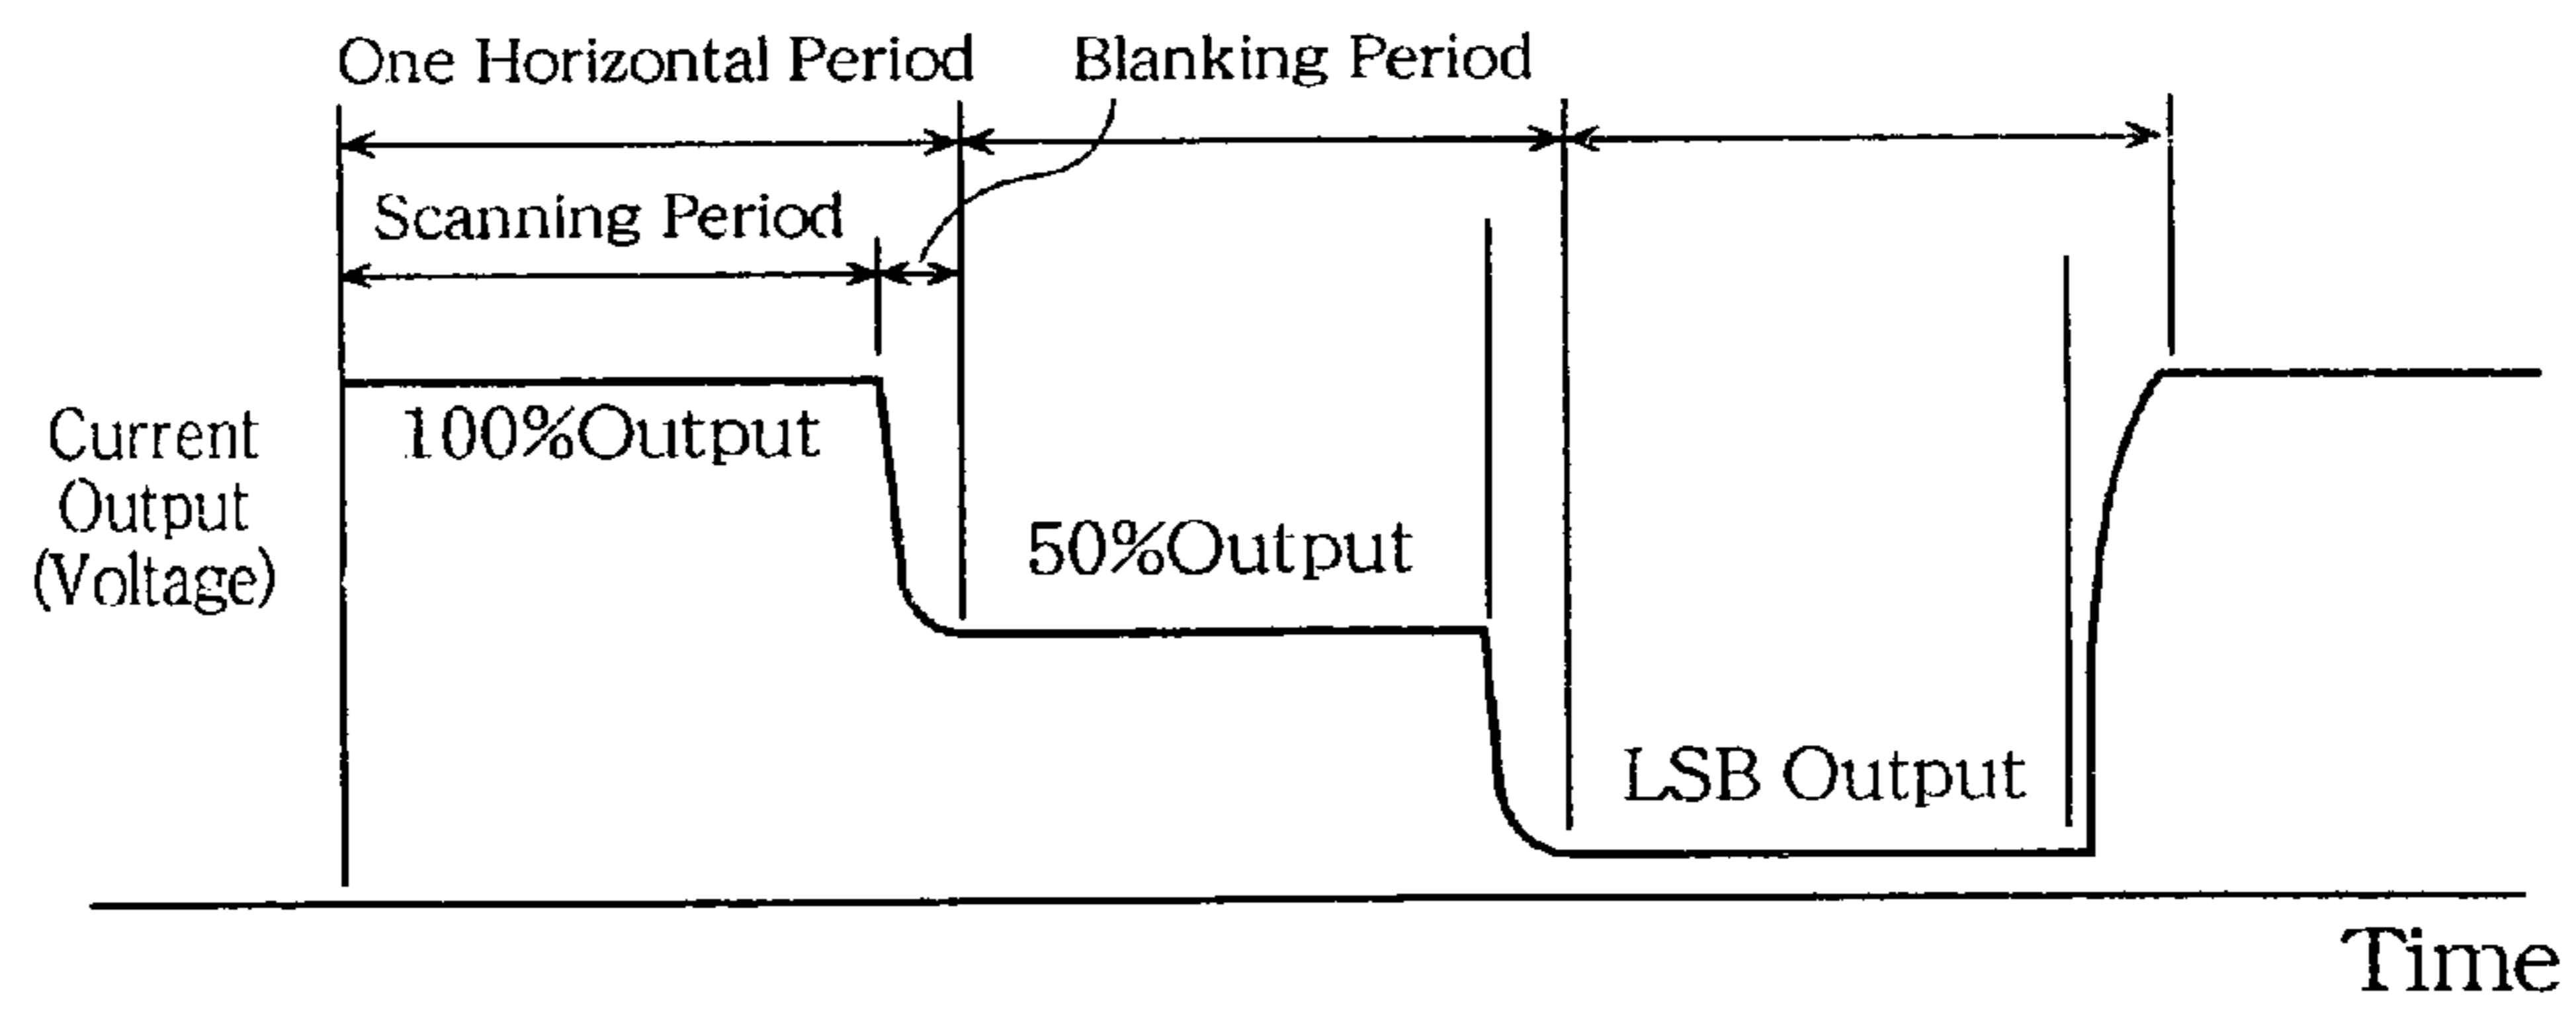 One Horizontal Period
Blanking Period
Scanning Period
Current
Output
(Voltage)
100%Output
50%Output
LSB Output
Time